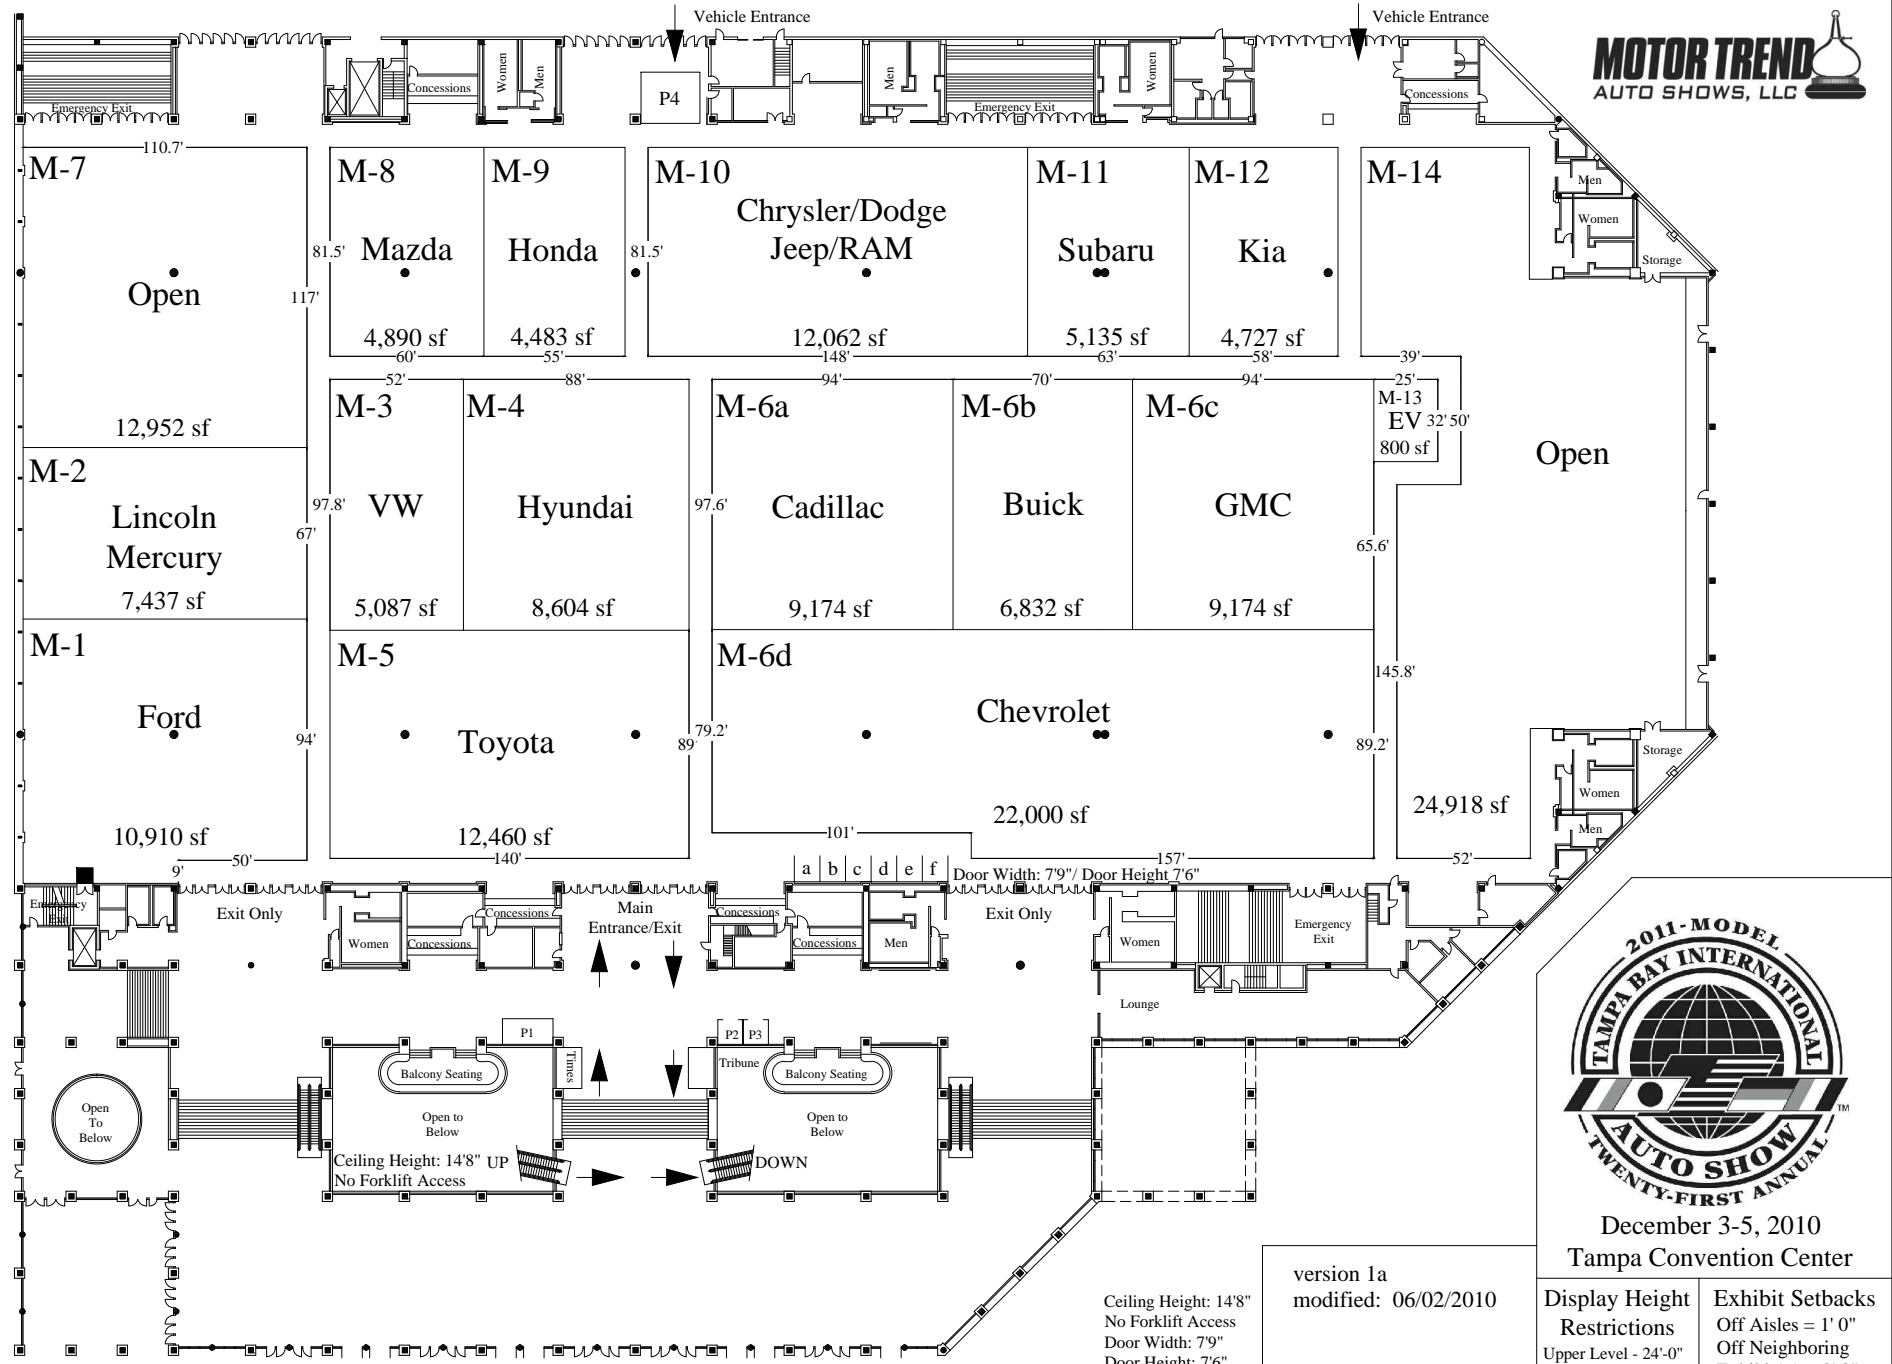 Vehicle Entrance
Vehicle Entrance
MOTOR TREND
AUTO SHOWS, LLC
Emergency Exit
Concessions
Women
Men
P4
Men
Emergency Exit
Women
Concessions
110.7'
M-7
Open
117'
12,952 sf
M-8
Mazda
81.5'
4,890 sf
60'
M-9
Honda
81.5'
4,483 sf
55'
M-10
Chrysler/Dodge
Jeep/RAM
12,062 sf
148'
M-11
Subaru
5,135 sf
63'
M-12
Kia
4,727 sf
58'
M-14
Men
Women
Storage
39'
50'
Open
145.8'
24,918 sf
52'
M-2
Lincoln
Mercury
67'
7,437 sf
52'
M-3
VW
97.8'
5,087 sf
88'
M-4
Hyundai
8,604 sf
94'
M-6a
Cadillac
97.6'
9,174 sf
70'
M-6b
Buick
6,832 sf
94'
M-6c
GMC
65.6'
9,174 sf
25'
M-13
EV
32'
800 sf
M-1
Ford
94'
10,910 sf
50'
9'
M-5
Toyota
89'
12,460 sf
140'
M-6d
Chevrolet
79.2'
89.2'
22,000 sf
101'
157'
Storage
Women
Men
a b c d e f
Door Width: 7'9"/ Door Height 7'6"
Emergency
Exit
Exit Only
Women
Concessions
Concessions
Main
Entrance/Exit
Concessions
Concessions
Men
Exit Only
Women
Emergency
Exit
Lounge
P1
P2
P3
Times
Tribune
Balcony Seating
Balcony Seating
Open
To
Below
Open to
Below
Open to
Below
Ceiling Height: 14'8"
No Forklift Access
UP
DOWN
2011-MODEL
TAMPA BAY INTERNATIONAL
AUTO SHOW
TM
TWENTY-FIRST ANNUAL
December 3-5, 2010
Tampa Convention Center
version 1a
modified: 06/02/2010
Ceiling Height: 14'8"
No Forklift Access
Door Width: 7'9"
Door Height: 7'6"
Display Height
Restrictions
Upper Level - 24'-0"
Exhibit Setbacks
Off Aisles = 1' 0"
Off Neighboring